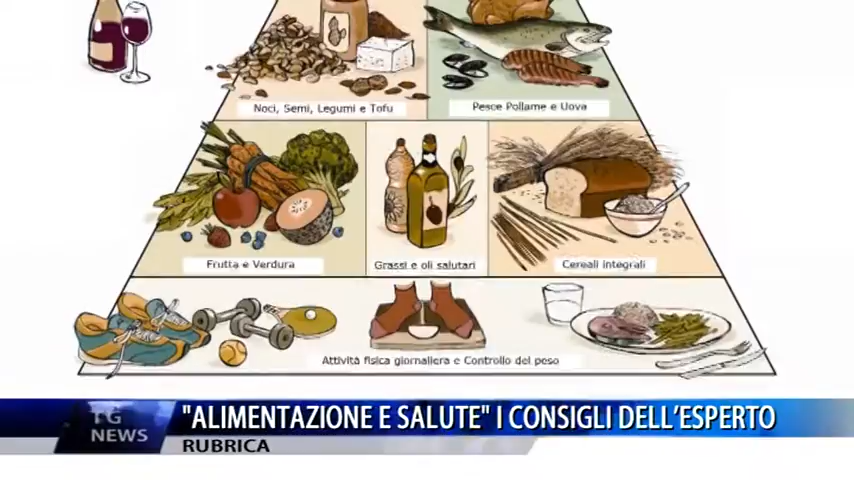 Noci, Semi, Legumi e Tofu
Pesce Pollame e Uova
Frutta e Verdura
Grassi e oli salutari
Cereali integrali
Attività fisica giornaliera e Controllo del peso
TG NEWS
"ALIMENTAZIONE E SALUTE" I CONSIGLI DELL'ESPERTO
RUBRICA